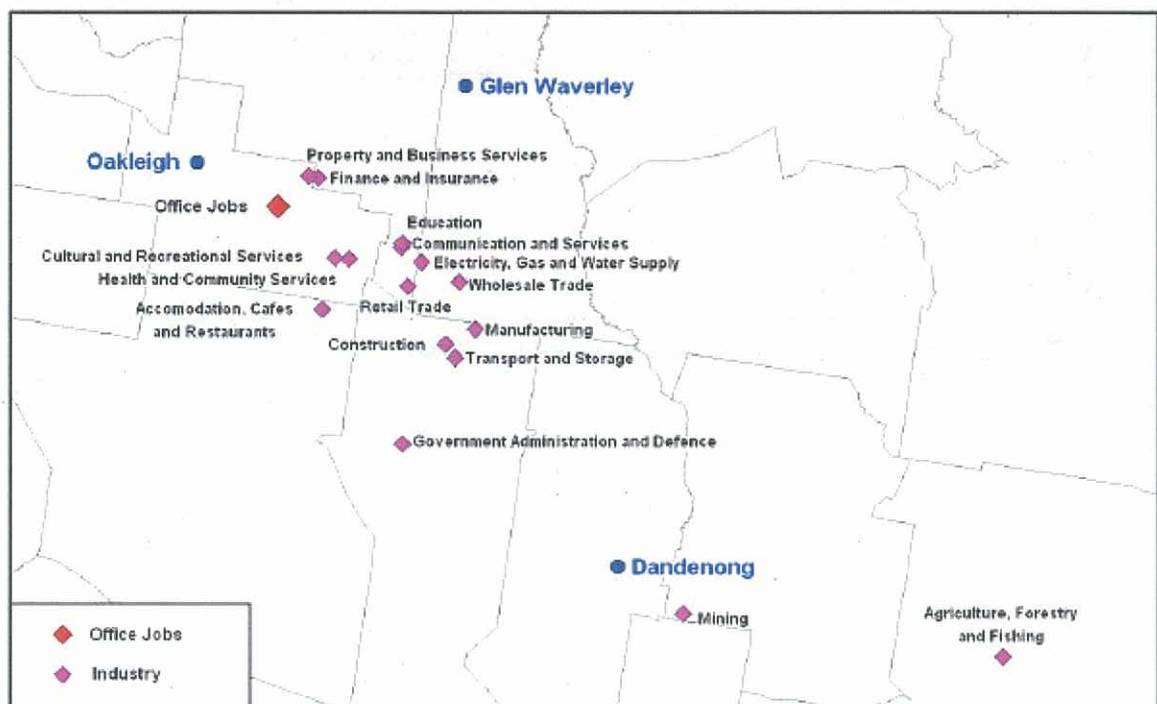 Glen Waverley
Oakleigh
Property and Business Services
Finance and Insurance
Office Jobs
Education
Communication and Services
Cultural and Recreational Services
Electricity, Gas and Water Supply
Health and Community Services
Wholesale Trade
Retail Trade
Accomodation, Cafes
and Restaurants
Manufacturing
Construction
Transport and Storage
Government Administration and Defence
Dandenong
Mining
Agriculture, Forestry
and Fishing
Office Jobs
Industry